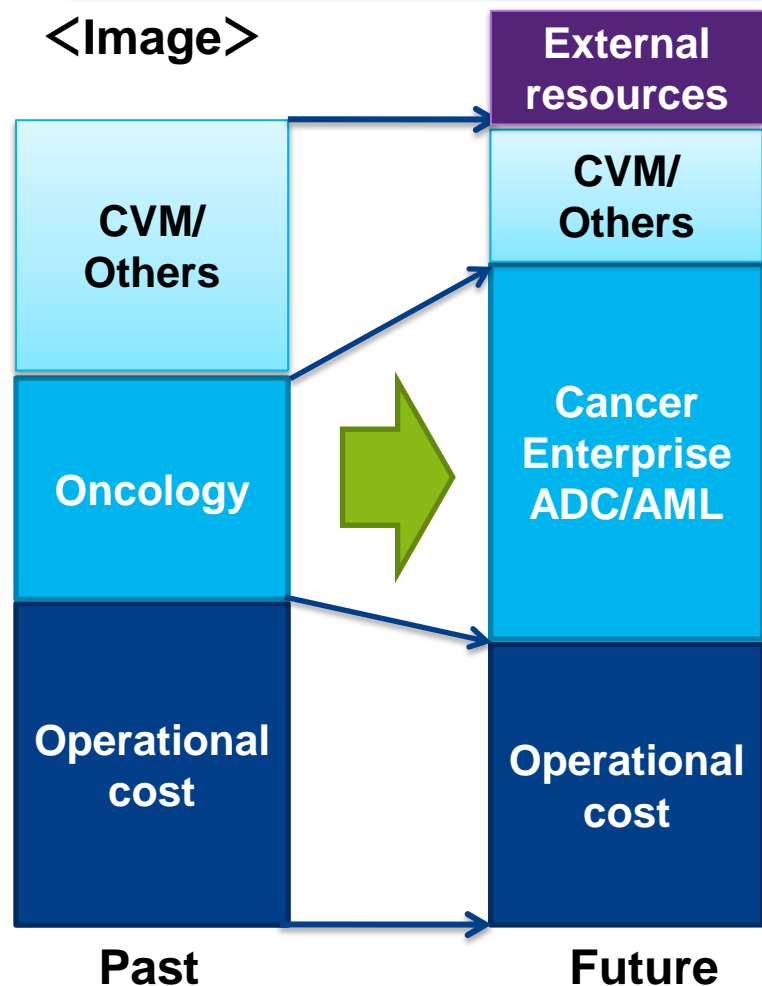 ＜Image＞
External
resources
CVM/
Others
CVM/
Others
Oncology
Cancer
Enterprise
ADC/AML
Operational
cost
Operational
cost
Past
Future